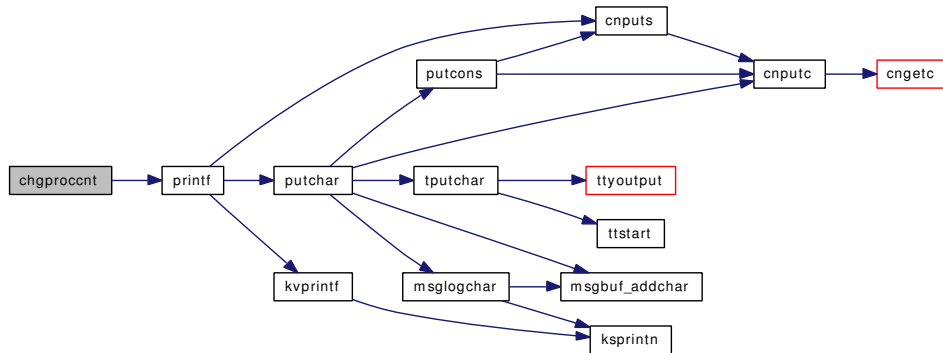 cnputs
putcons
cnputc
cngetc
chgproccnt
printf
putchar
tputchar
ttyoutput
ttstart
kvprintf
msglogchar
msgbuf_addchar
ksprintn